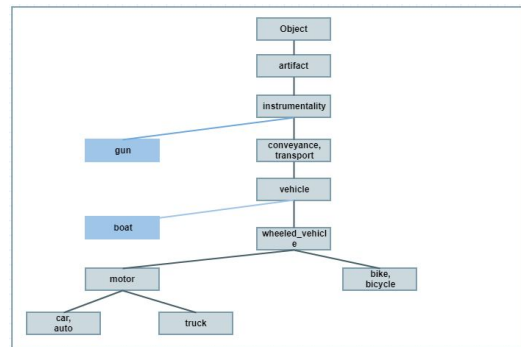 Object
artifact
instrumentality
gun
conveyance,
transport
vehicle
boat
wheeled_vehicl
e
motor
bike,
bicycle
car,
auto
truck